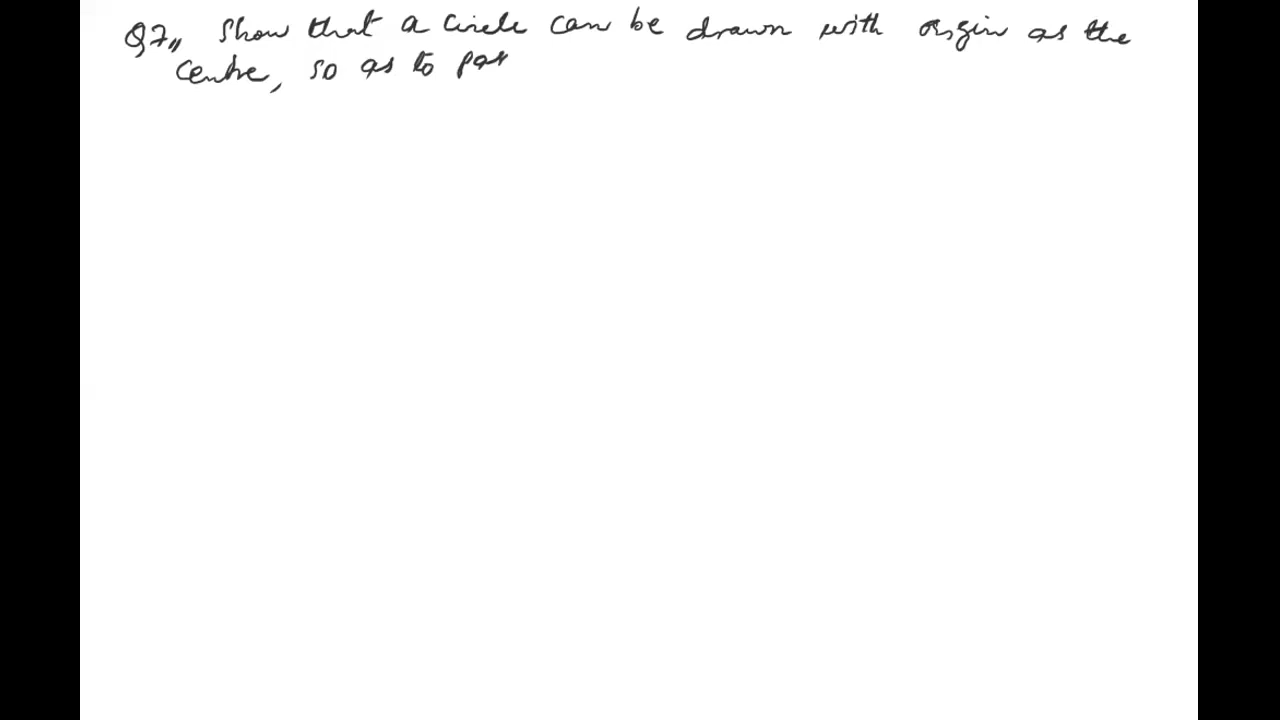 Q7,, Show that a circle can be drawn with origin as the
centre, so as to pas